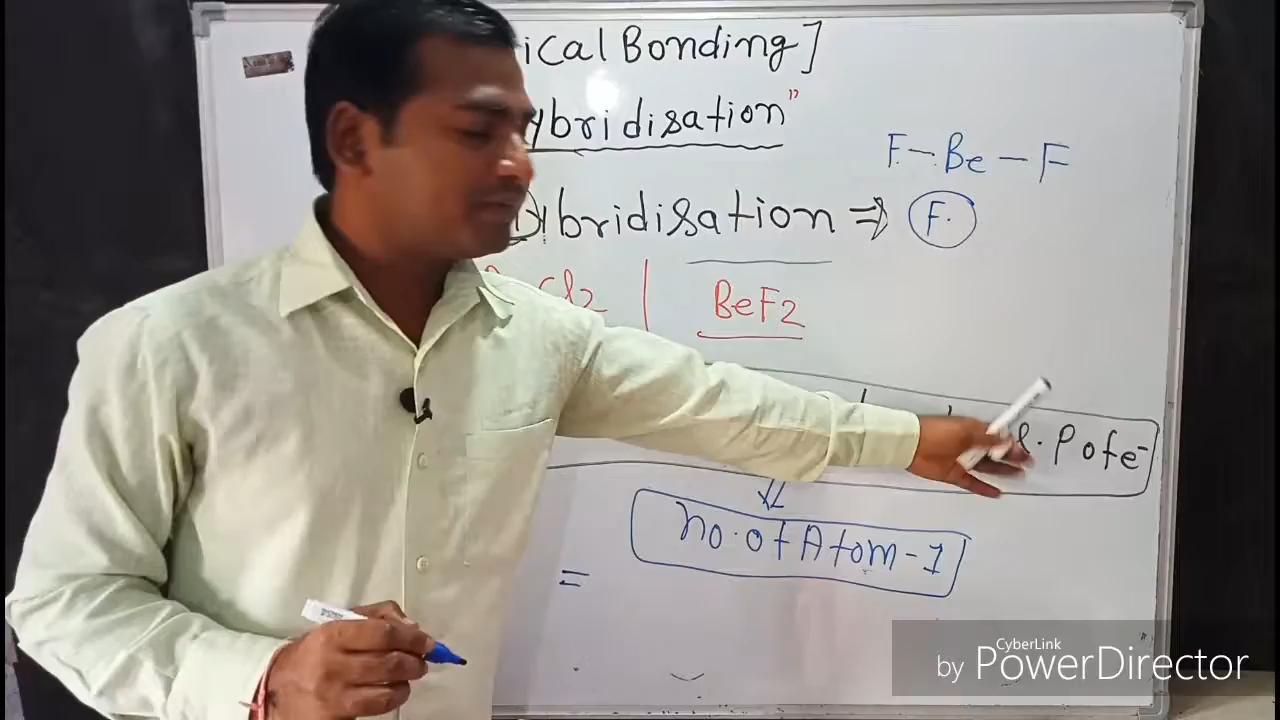 ical Bonding]
ybridisation"
F-Be-F
ybridisation ⇒ F.
Cl2 | BeF2
l.P of e-
no. of Atom-1
=
CyberLink
by PowerDirector